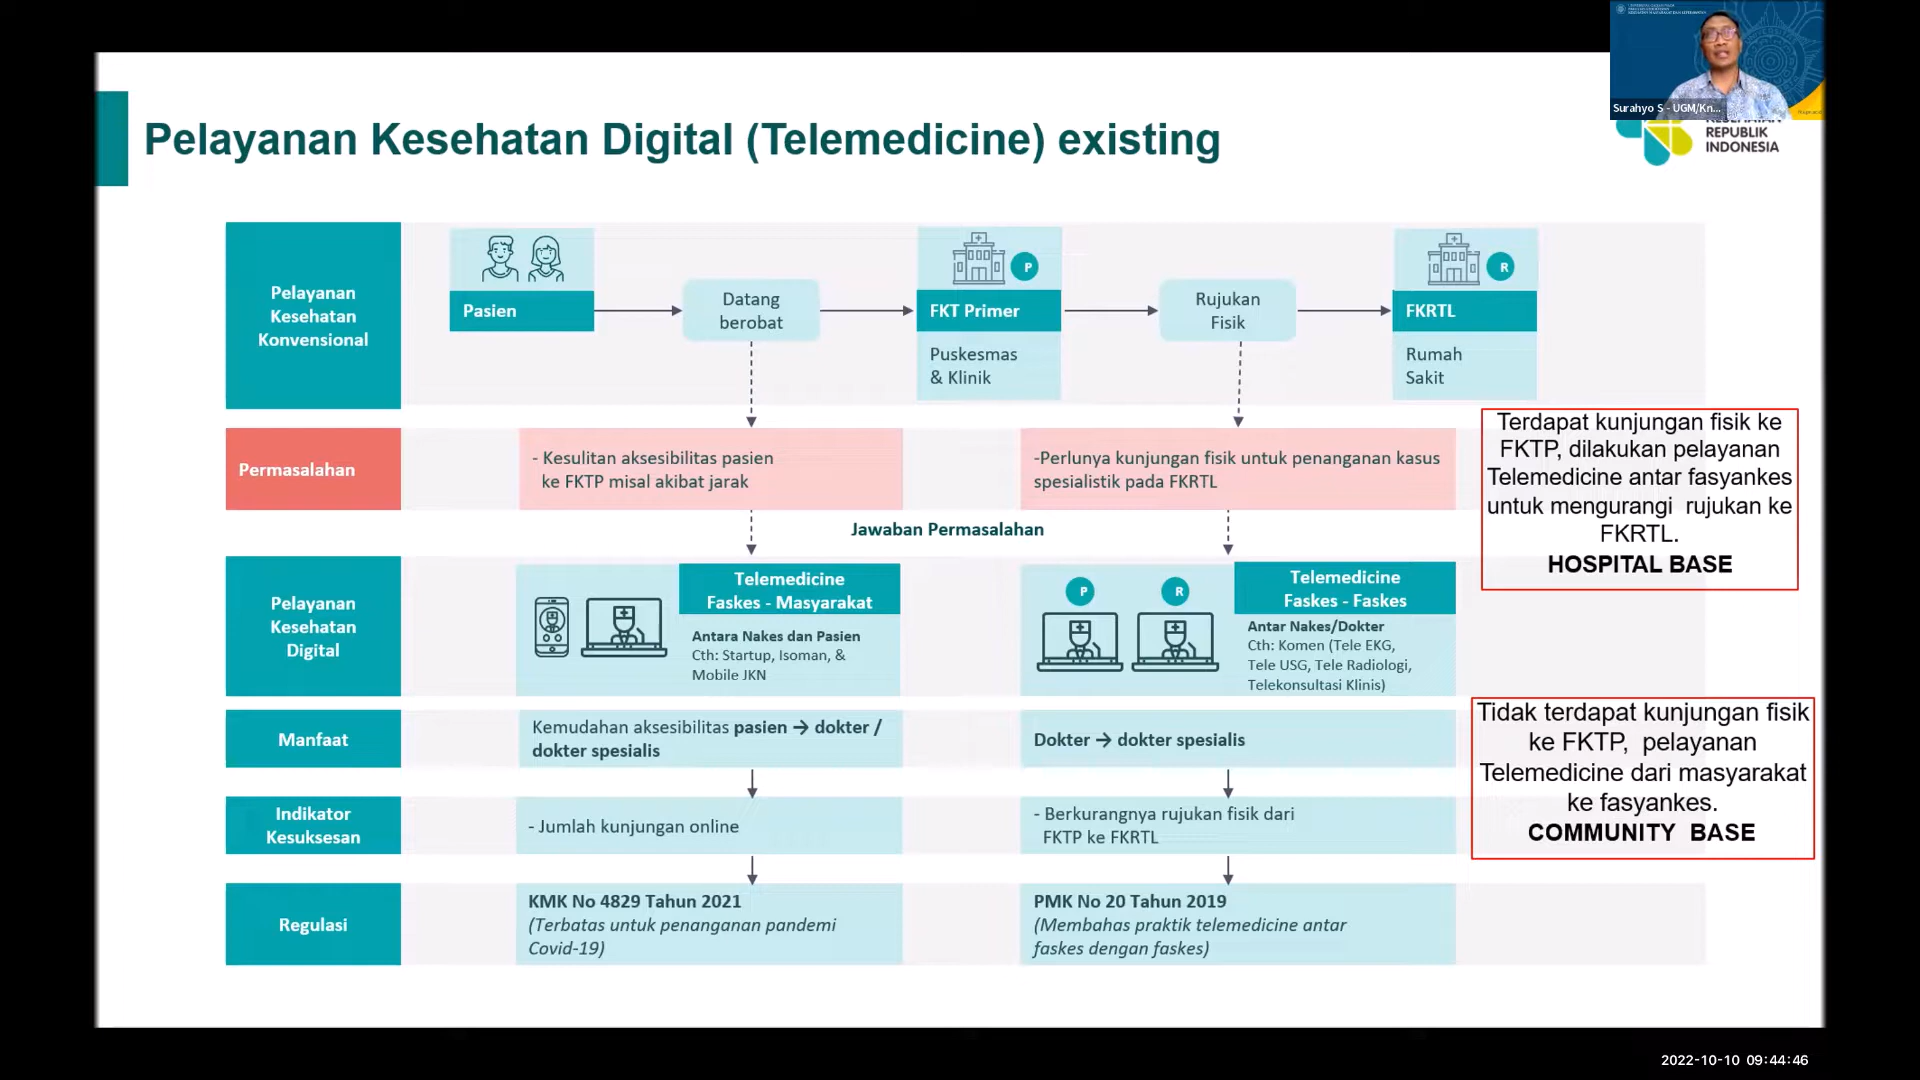 Surahyo S - UGM/Kn...
REPUBLIK
INDONESIA
Pelayanan Kesehatan Digital (Telemedicine) existing
Pelayanan
Kesehatan
Konvensional
Pasien
Datang
berobat
P
FKT Primer
Puskesmas
& Klinik
Rujukan
Fisik
R
FKRTL
Rumah
Sakit
Permasalahan
- Kesulitan aksesibilitas pasien
ke FKTP misal akibat jarak
-Perlunya kunjungan fisik untuk penanganan kasus
spesialistik pada FKRTL
Terdapat kunjungan fisik ke
FKTP, dilakukan pelayanan
Telemedicine antar fasyankes
untuk mengurangi rujukan ke
FKRTL.
HOSPITAL BASE
Jawaban Permasalahan
Pelayanan
Kesehatan
Digital
Telemedicine
Faskes - Masyarakat
Antara Nakes dan Pasien
Cth: Startup, Isoman, &
Mobile JKN
P
R
Telemedicine
Faskes - Faskes
Antar Nakes/Dokter
Cth: Komen (Tele EKG,
Tele USG, Tele Radiologi,
Telekonsultasi Klinis)
Manfaat
Kemudahan aksesibilitas pasien → dokter /
dokter spesialis
Dokter → dokter spesialis
Tidak terdapat kunjungan fisik
ke FKTP, pelayanan
Telemedicine dari masyarakat
ke fasyankes.
COMMUNITY BASE
Indikator
Kesuksesan
- Jumlah kunjungan online
- Berkurangnya rujukan fisik dari
FKTP ke FKRTL
Regulasi
KMK No 4829 Tahun 2021
(Terbatas untuk penanganan pandemi
Covid-19)
PMK No 20 Tahun 2019
(Membahas praktik telemedicine antar
faskes dengan faskes)
2022-10-10 09:44:46